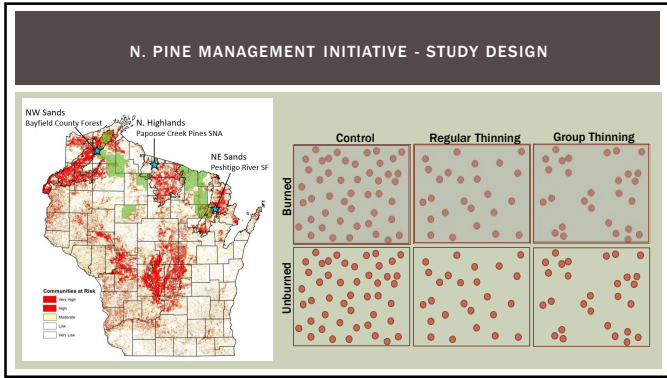 N. PINE MANAGEMENT INITIATIVE - STUDY DESIGN
NW Sands
Bayfield County Forest
N. Highlands
Papoose Creek Pines SNA
NE Sands
Peshtigo River SF
Communities at Risk
Very High
High
Moderate
Low
Very Low
Control
Regular Thinning
Group Thinning
Burned
Unburned